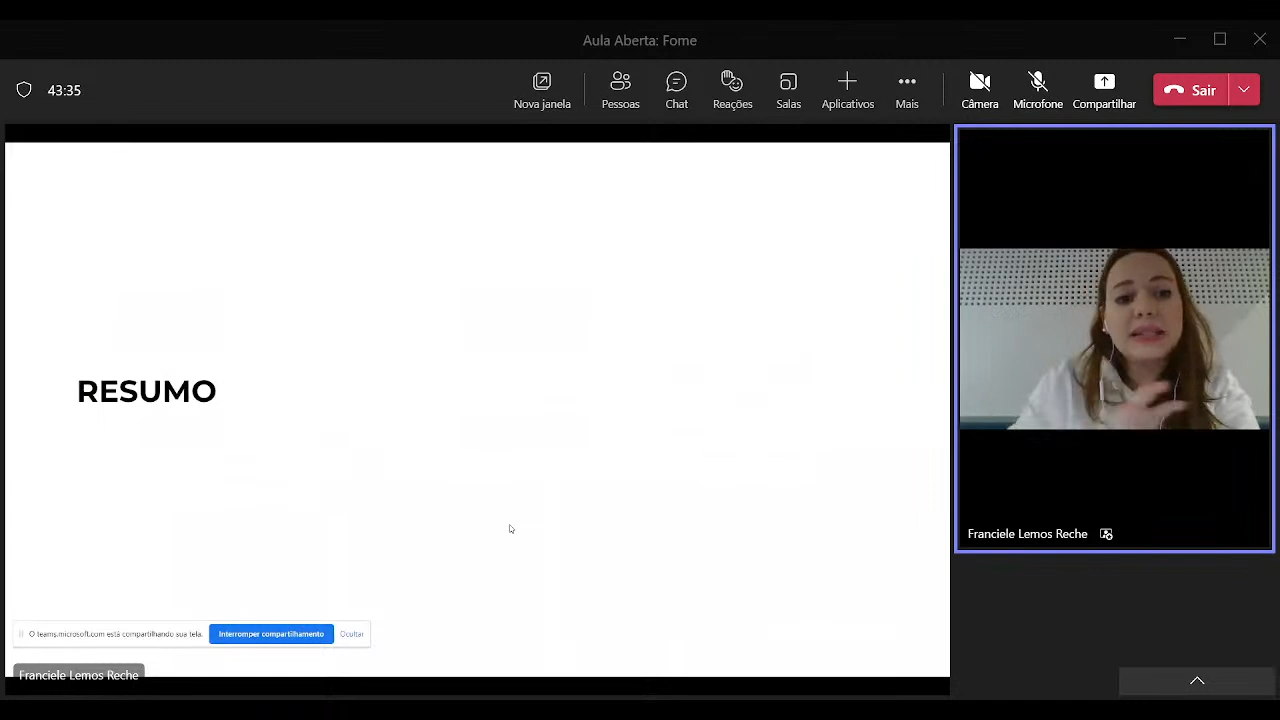 Aula Aberta: Fome
43:35
Nova janela
Pessoas
Chat
Reações
Salas
Aplicativos
Mais
Câmera
Microfone
Compartilhar
Sair
RESUMO
Franciele Lemos Reche
O teams.microsoft.com está compartilhando sua tela.
Interromper compartilhamento
Ocultar
Franciele Lemos Reche